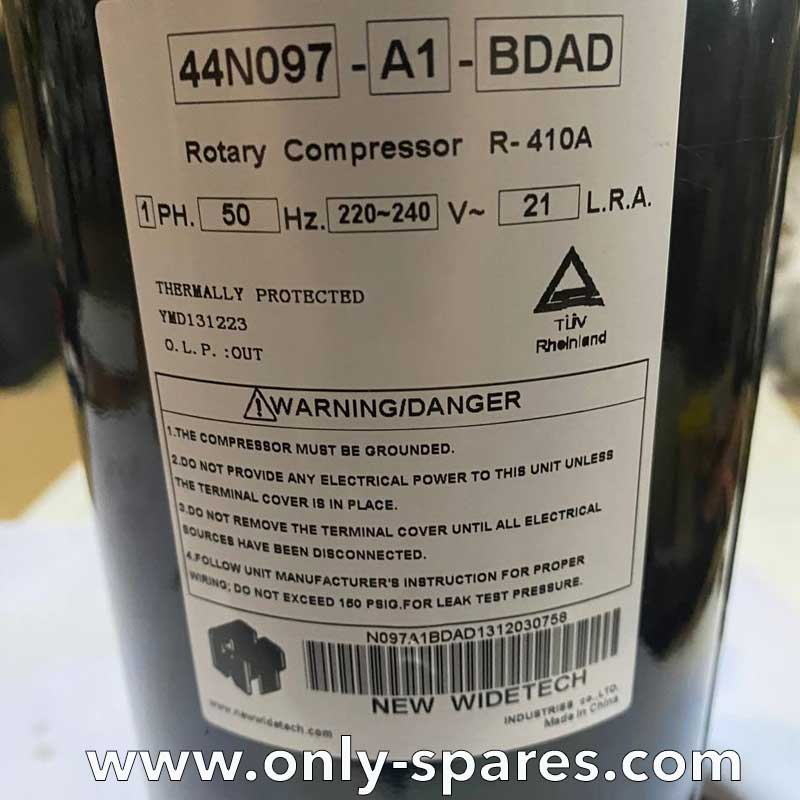 44N097 - A1 - BDAD
Rotary Compressor R-410A
1 PH. 50 Hz. 220~240 V~ 21 L.R.A.
THERMALLY PROTECTED
YMD131223
O.L.P. :OUT
TÜV
Rheinland
WARNING/DANGER
1.THE COMPRESSOR MUST BE GROUNDED.
2.DO NOT PROVIDE ANY ELECTRICAL POWER TO THIS UNIT UNLESS
THE TERMINAL COVER IS IN PLACE.
3.DO NOT REMOVE THE TERMINAL COVER UNTIL ALL ELECTRICAL
SOURCES HAVE BEEN DISCONNECTED.
4.FOLLOW UNIT MANUFACTURER'S INSTRUCTION FOR PROPER
WIRING; DO NOT EXCEED 150 PSIG.FOR LEAK TEST PRESSURE.
N097A1BDAD1312030758
NEW WIDETECH
INDUSTRIES CO.,LTD.
Made in China
www.newwidetech.com
www.only-spares.com